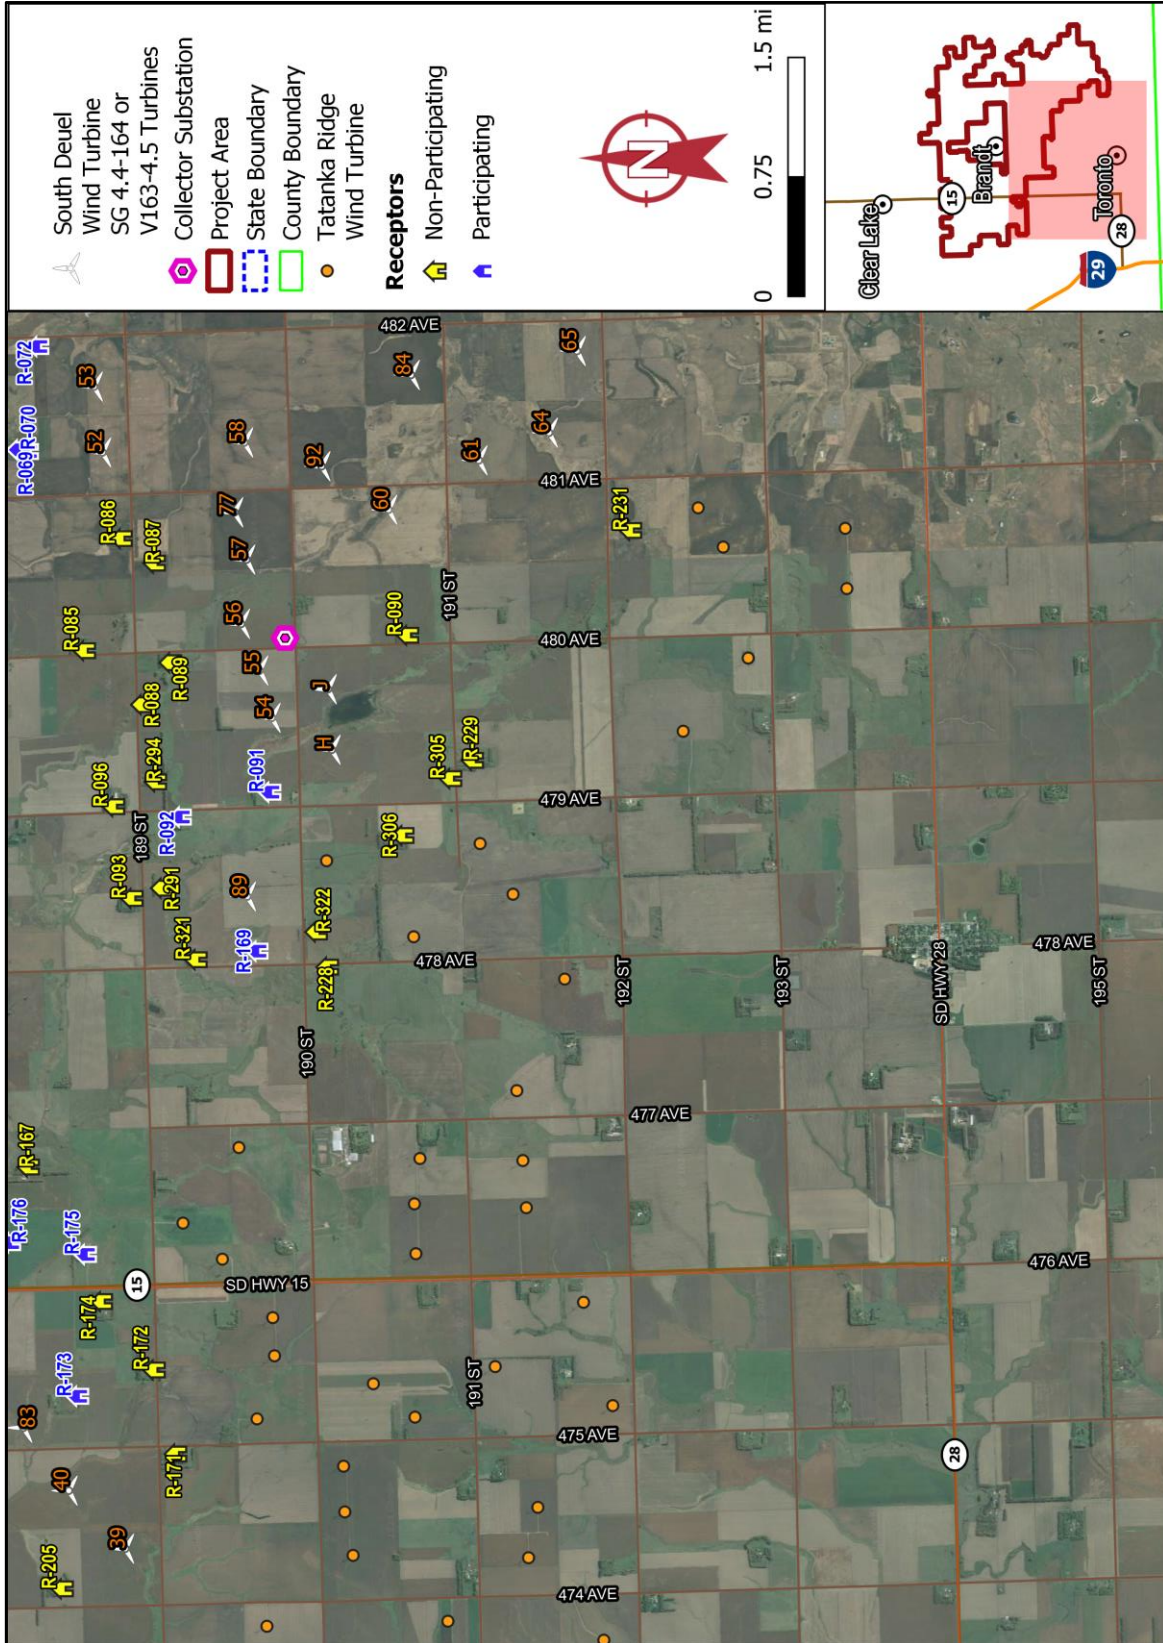 South Deuel
Wind Turbine
SG 4.4-164 or
V163-4.5 Turbines
Collector Substation
Project Area
State Boundary
County Boundary
Tatanka Ridge
Wind Turbine
Receptors
Non-Participating
Participating
N
0 0.75 1.5 mi
Clear Lake
15
Brandt
Toronto
28
29
R-205
39
40
83
R-171
R-173
R-172
R-174
15
R-175
R-176
R-167
SD HWY 15
474 AVE
475 AVE
476 AVE
477 AVE
478 AVE
478 AVE
479 AVE
480 AVE
481 AVE
482 AVE
189 ST
190 ST
191 ST
191 ST
192 ST
193 ST
SD HWY 28
195 ST
28
R-321
R-093
R-291
R-092
R-096
R-294
R-088
R-089
R-085
R-087
R-086
R-069
R-070
R-072
52
53
R-169
89
R-091
54
55
56
57
77
58
R-228
R-322
H
J
92
R-306
R-305
R-229
R-090
60
61
84
64
65
R-231